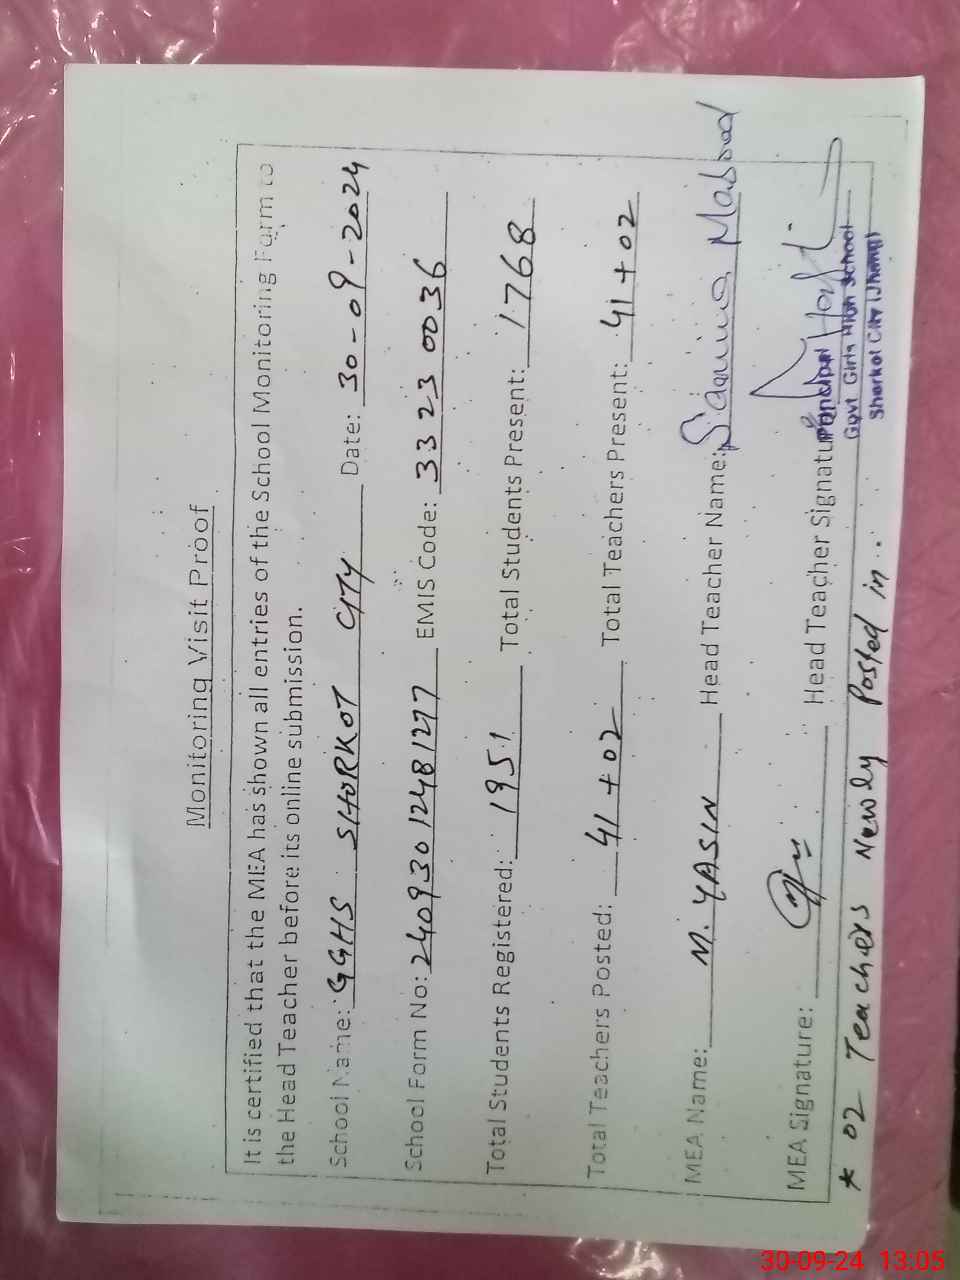 Monitoring Visit Proof
It is certified that the MEA has shown all entries of the School Monitoring Form to
the Head Teacher before its online submission.
School Name: GGHS SHORKOT CITY Date: 30-09-2024
School Form No: 24093012481277 EMIS Code: 3323 0036
Total Students Registered: 1951 Total Students Present: 1768
Total Teachers Posted: 41+02 Total Teachers Present: 41+02
MEA Name: M. YASIN Head Teacher Name:
MEA Signature: Head Teacher Signature
Principal
Govt Girls High School
Shorkot City (Jhang)
* 02 Teachers Newly Posted in..
30-09-24 13:05